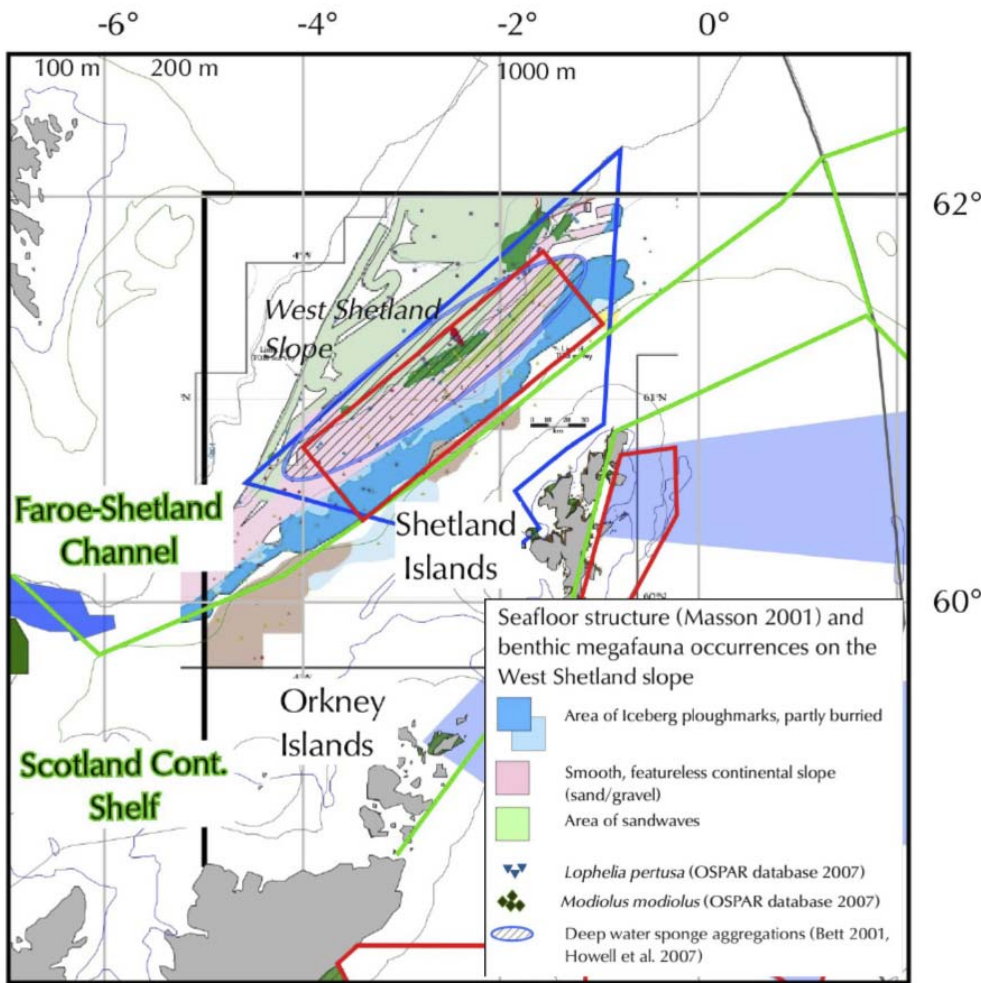 -6° -4° -2° 0°
100 m 200 m 1000 m
62°
West Shetland
Slope
61°N
Faroe-Shetland
Channel
Shetland
Islands
60°N
60°
Orkney
Islands
Scotland Cont.
Shelf
Seafloor structure (Masson 2001) and
benthic megafauna occurrences on the
West Shetland slope
Area of Iceberg ploughmarks, partly burried
Smooth, featureless continental slope
(sand/gravel)
Area of sandwaves
Lophelia pertusa (OSPAR database 2007)
Modiolus modiolus (OSPAR database 2007)
Deep water sponge aggregations (Bett 2001,
Howell et al. 2007)